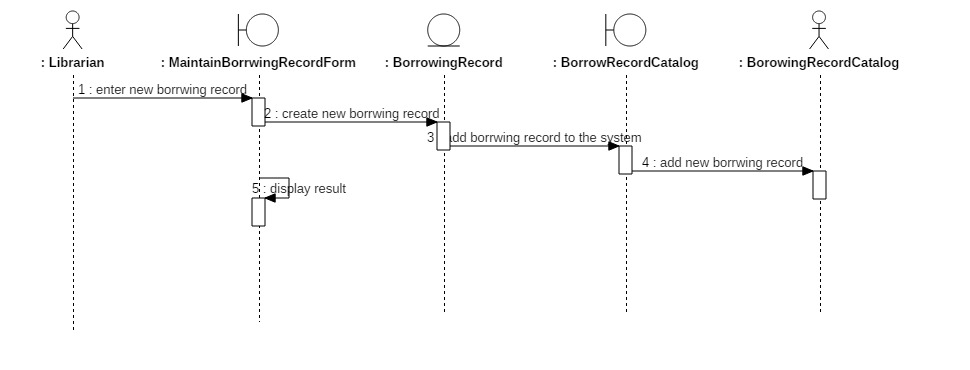 : Librarian
: MaintainBorrwingRecordForm
: BorrowingRecord
: BorrowRecordCatalog
: BorowingRecordCatalog
1 : enter new borrwing record
2 : create new borrwing record
3 : add borrwing record to the system
4 : add new borrwing record
5 : display result